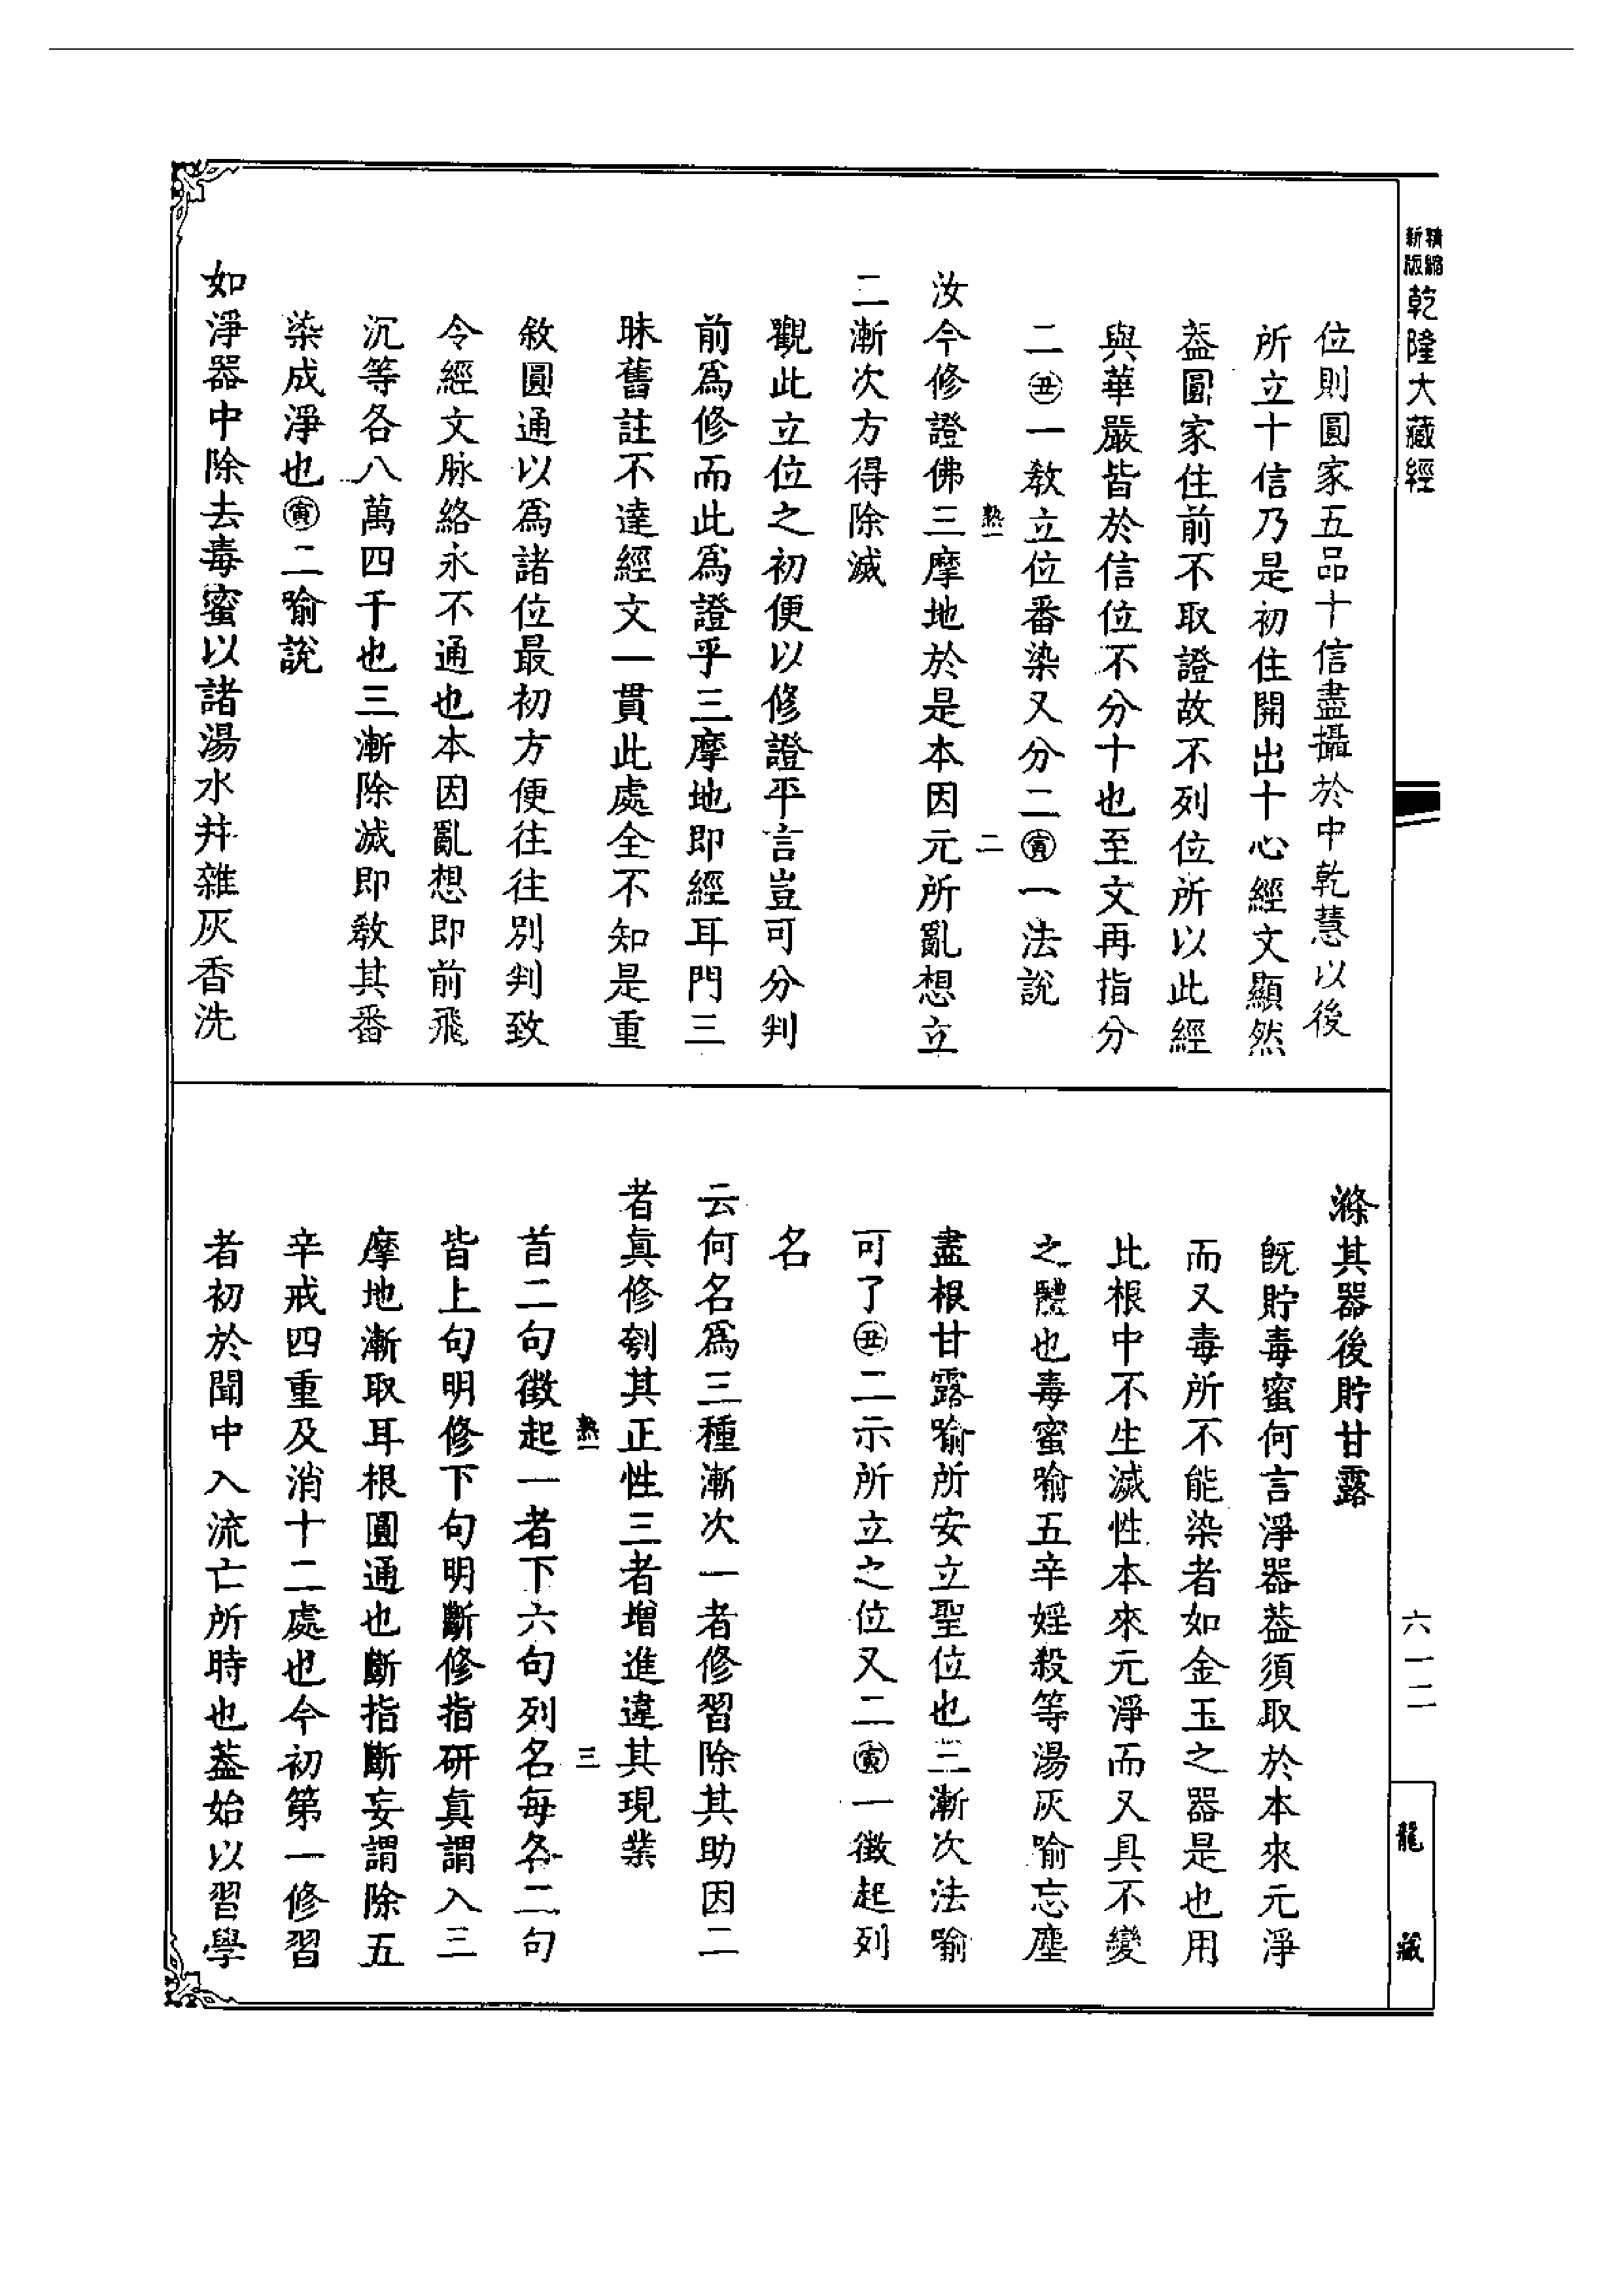 精縮
新版
乾隆大藏經
位則圓家五品十信盡攝於中乾慧以後
所立十信乃是初住開出十心經文顯然
葢圓家住前不取證故不列位所以此經
與華嚴皆於信位不分十也至文再指分
二㊄一敎立位番染又分二㊅一法說
熟一
二
汝今修證佛三摩地於是本因元所亂想立
二漸次方得除滅
觀此立位之初便以修證平言豈可分判
前爲修而此爲證乎三摩地即經耳門三
昧舊註不達經文一貫此處全不知是重
敘圓通以爲諸位最初方便往往別判致
令經文脉絡永不通也本因亂想即前飛
沉等各八萬四千也三漸除滅即敎其番
染成淨也㊅二喻說
如淨器中除去毒蜜以諸湯水幷雜灰香洗
滌其器後貯甘露
旣貯毒蜜何言淨器葢須取於本來元淨
而又毒所不能染者如金玉之器是也用
此根中不生滅性本來元淨而又具不變
之體也毒蜜喻五辛婬殺等湯灰喻忘塵
盡根甘露喻所安立聖位也三漸次法喻
可了㊄二示所立之位又二㊅一徵起列
名
云何名爲三種漸次一者修習除其助因二
者眞修刳其正性三者增進違其現業
熟一
三
首二句徵起一者下六句列名每各二句
皆上句明修下句明斷修指研眞謂入三
摩地漸取耳根圓通也斷指斷妄謂除五
辛戒四重及消十二處也今初第一修習
者初於聞中入流亡所時也葢始以習學
六一二
龍藏